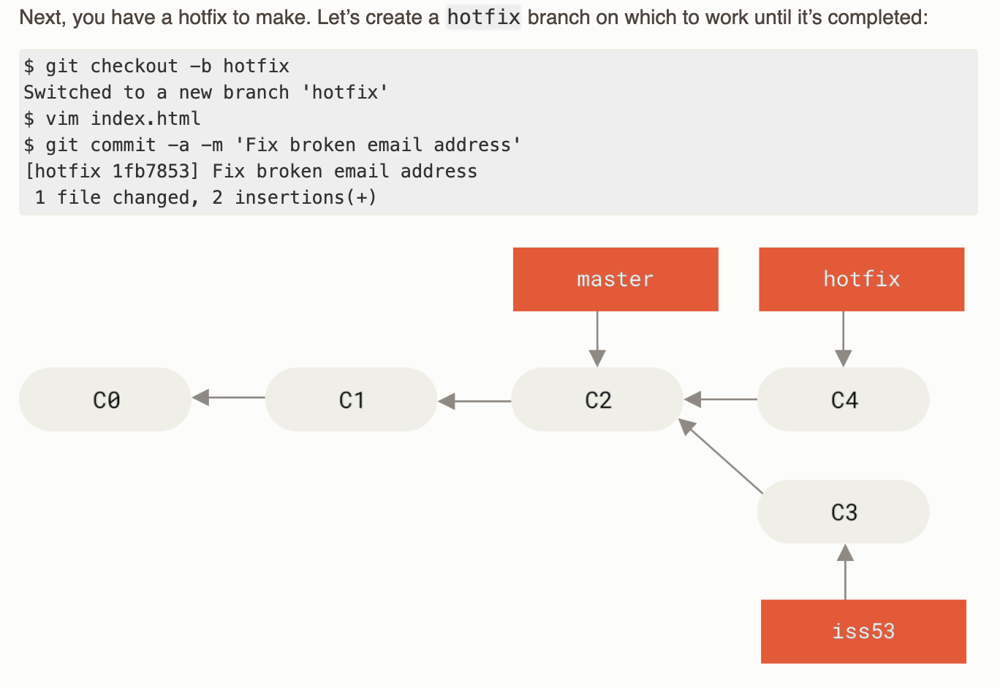 Next, you have a hotfix to make. Let’s create a hotfix branch on which to work until it’s completed:
$ git checkout -b hotfix
Switched to a new branch 'hotfix'
$ vim index.html
$ git commit -a -m 'Fix broken email address'
[hotfix 1fb7853] Fix broken email address
 1 file changed, 2 insertions(+)
master
hotfix
C0
C1
C2
C4
C3
iss53